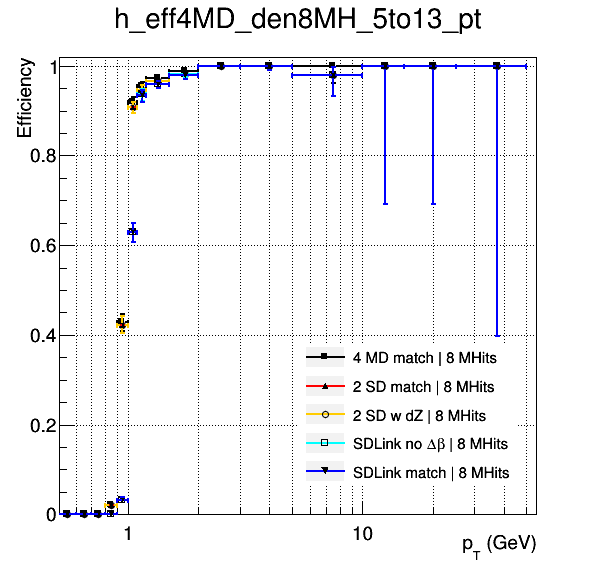 h_eff4MD_den8MH_5to13_pt
Efficiency
1
0.8
0.6
0.4
0.2
0
4 MD match | 8 MHits
2 SD match | 8 MHits
2 SD w dZ | 8 MHits
SDLink no Δβ | 8 MHits
SDLink match | 8 MHits
1
10
p_T (GeV)